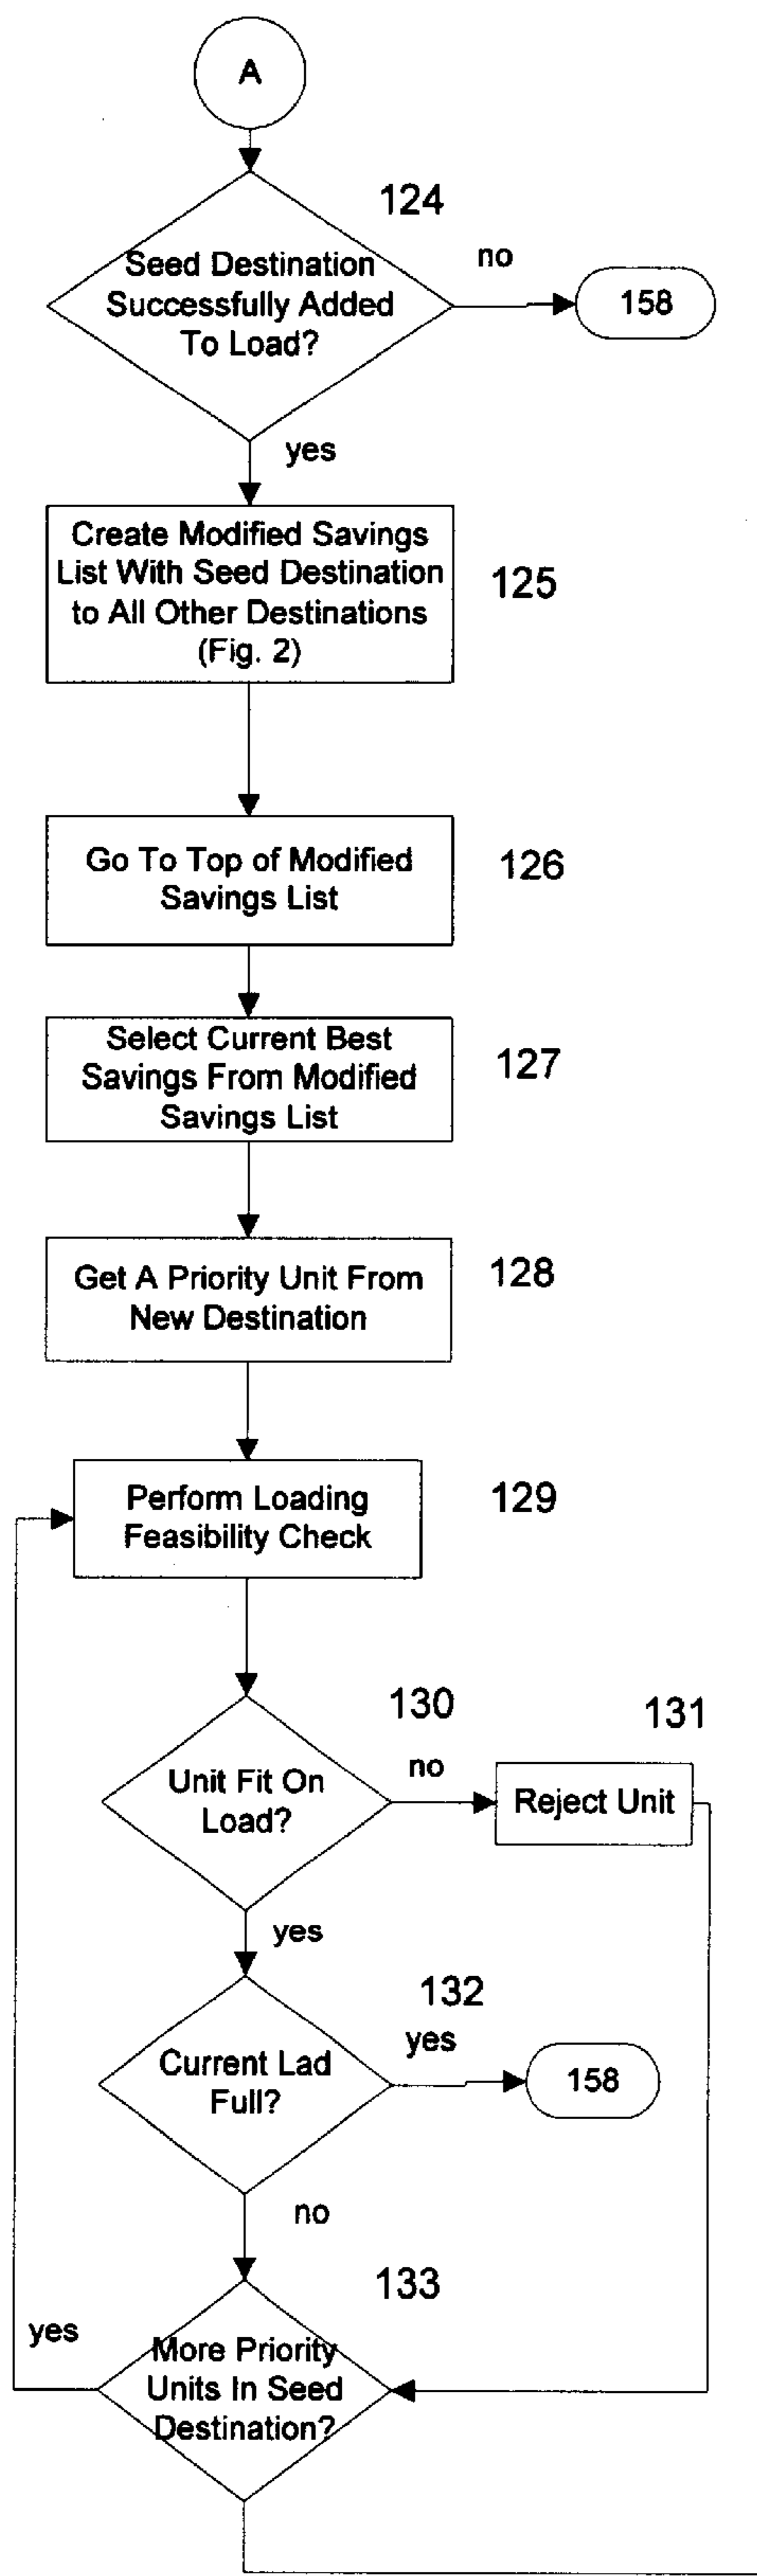 A
124
Seed Destination
Successfully Added
To Load?
no
158
yes
Create Modified Savings
List With Seed Destination
to All Other Destinations
(Fig. 2)
125
Go To Top of Modified
Savings List
126
Select Current Best
Savings From Modified
Savings List
127
Get A Priority Unit From
New Destination
128
Perform Loading
Feasibility Check
129
130
131
Unit Fit On
Load?
no
Reject Unit
yes
132
yes
Current Lad
Full?
158
no
133
yes
More Priority
Units In Seed
Destination?